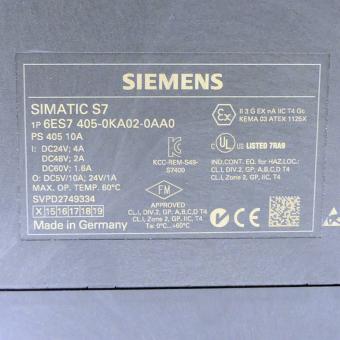 SIEMENS
SIMATIC S7
1P 6ES7 405-0KA02-0AA0
PS 405 10A
I: DC24V; 4A
DC48V; 2A
DC60V; 1.6A
O: DC5V/10A; 24V/1A
MAX. OP. TEMP. 60°C
SVPD2749334
X 15 16 17 18 19
Made in Germany
KCC-REM-S49-
S7400
FM
APPROVED
CL.I, DIV.2, GP. A,B,C,D T4
CL.I, Zone 2, GP. IIC, T4
Ta: 0°C...+60°C
Ex
II 3 G EX nA IIC T4 Gc
KEMA 03 ATEX 1125X
C UL US LISTED 7RA9
IND.CONT. EQ. for HAZ.LOC.:
CL.I, DIV.2, GP. A,B,C,D T4
CL.I, Zone 2, GP. IIC, T4